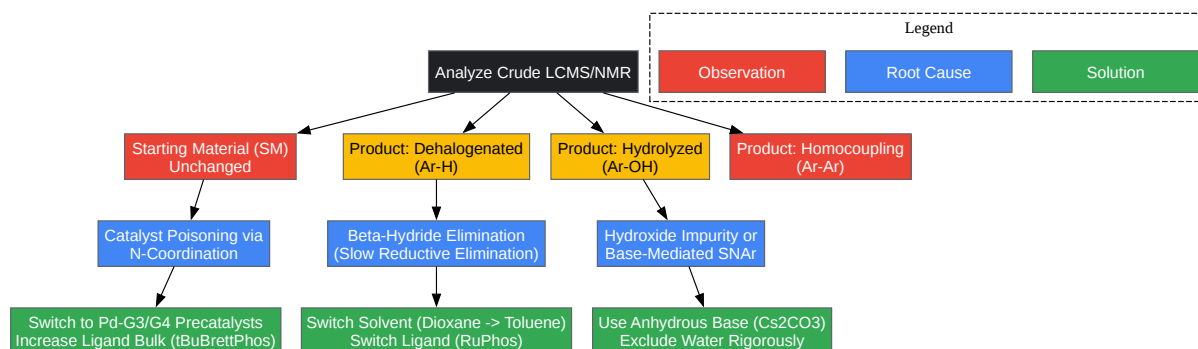 Legend
Observation
Root Cause
Solution
Analyze Crude LCMS/NMR
Starting Material (SM)
Unchanged
Product: Dehalogenated
(Ar-H)
Product: Hydrolyzed
(Ar-OH)
Product: Homocoupling
(Ar-Ar)
Catalyst Poisoning via
N-Coordination
Beta-Hydride Elimination
(Slow Reductive Elimination)
Hydroxide Impurity or
Base-Mediated SNAr
Switch to Pd-G3/G4 Precatalysts
Increase Ligand Bulk (tBuBrettPhos)
Switch Solvent (Dioxane -> Toluene)
Switch Ligand (RuPhos)
Use Anhydrous Base (Cs2CO3)
Exclude Water Rigorously